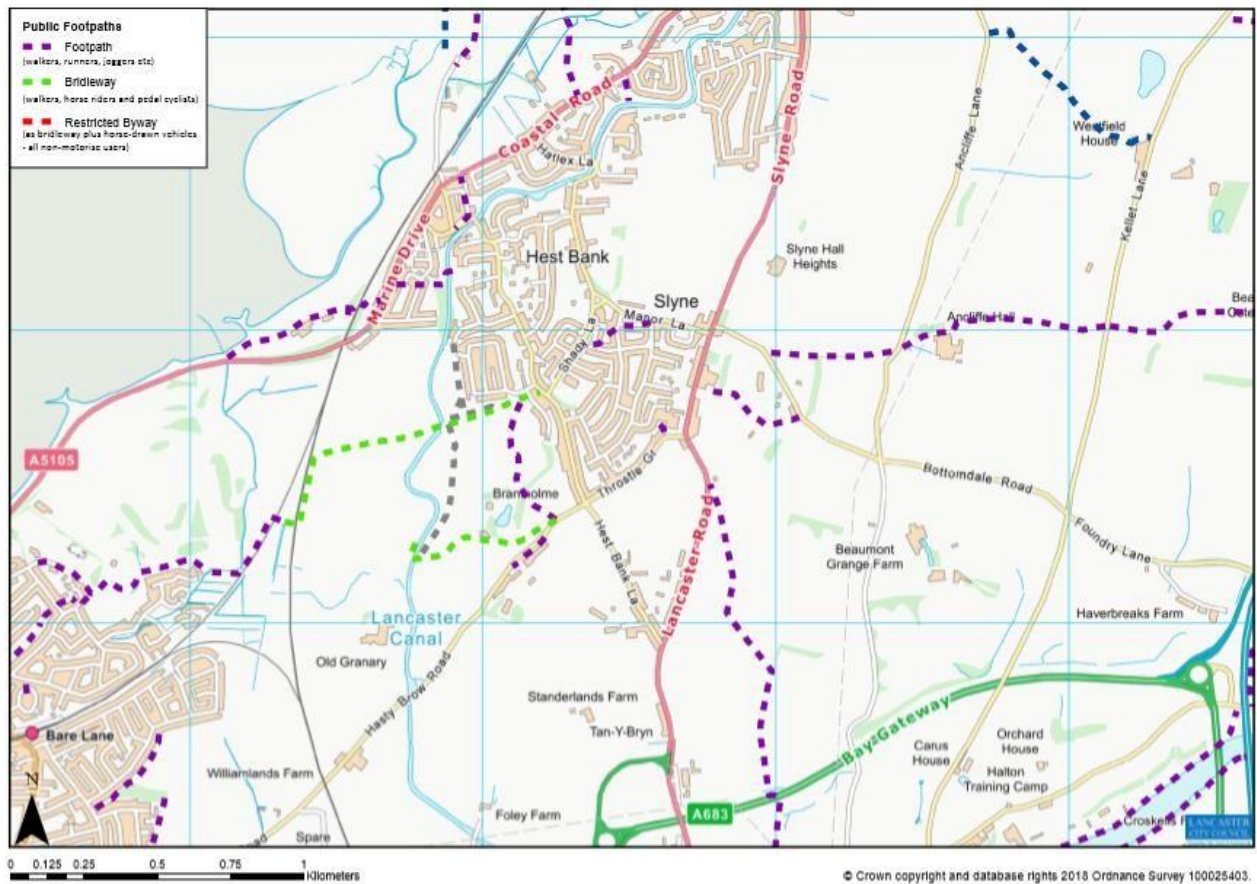 Public Footpaths
Footpath
(walkers, runners, joggers etc)
Bridleway
(walkers, horse riders and pedal cyclists)
Restricted Byway
(as bridleway plus horse-drawn vehicles
- all non-motorise users)
Coastal Road
Hatlex La
Marine Drive
Slyne Road
Ancliffe Lane
Westfield
House
Kellet Lane
Hest Bank
Slyne Hall
Heights
Slyne
Manor La
Shady La
Ancliffe Hall
A5105
Throstle Gr
Bottomdale Road
Foundry Lane
Hest Bank La
Lancaster Road
Beaumont
Grange Farm
Haverbreaks Farm
Lancaster
Canal
Old Granary
Hasty Brow Road
Standerlands Farm
Tan-Y-Bryn
Bay Gateway
Bare Lane
Carus
House
Orchard
House
Halton
Training Camp
Williamlands Farm
Foley Farm
A683
Spare
N
LANCASTER
CITY COUNCIL
0 0.125 0.25 0.5 0.75 1
Kilometers
© Crown copyright and database rights 2018 Ordnance Survey 100025403.